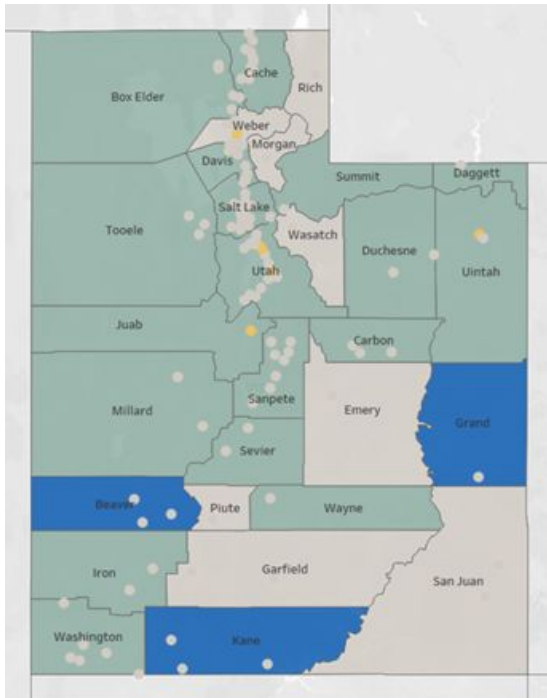 Cache
Box Elder
Rich
Weber
Morgan
Davis
Summit
Daggett
Salt Lake
Tooele
Wasatch
Duchesne
Uintah
Utah
Juab
Carbon
Millard
Sanpete
Emery
Grand
Sevier
Beaver
Piute
Wayne
Iron
Garfield
San Juan
Washington
Kane